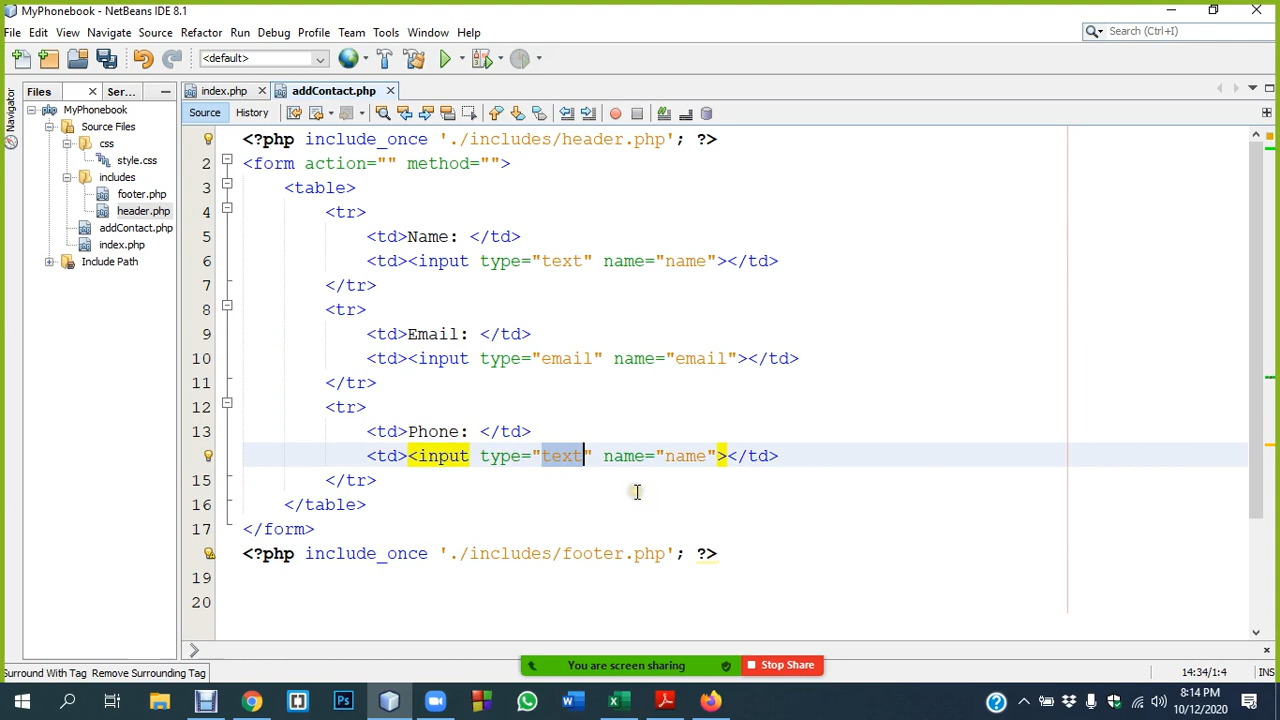 MyPhonebook - NetBeans IDE 8.1
File Edit View Navigate Source Refactor Run Debug Profile Team Tools Window Help
Search (Ctrl+I)
<default>
Files
Ser...
index.php
addContact.php
Navigator
Source
History
MyPhonebook
Source Files
css
style.css
includes
footer.php
header.php
addContact.php
index.php
Include Path
<?php include_once './includes/header.php'; ?>
2 <form action="" method="">
3 <table>
4 <tr>
5 <td>Name: </td>
6 <td><input type="text" name="name"></td>
7 </tr>
8 <tr>
9 <td>Email: </td>
10 <td><input type="email" name="email"></td>
11 </tr>
12 <tr>
13 <td>Phone: </td>
<td><input type="text" name="name"></td>
15 </tr>
16 </table>
17 </form>
<?php include_once './includes/footer.php'; ?>
19
20
You are screen sharing
Stop Share
Surround With Tag Remove Surrounding Tag
14:34/1:4
INS
8:14 PM
10/12/2020